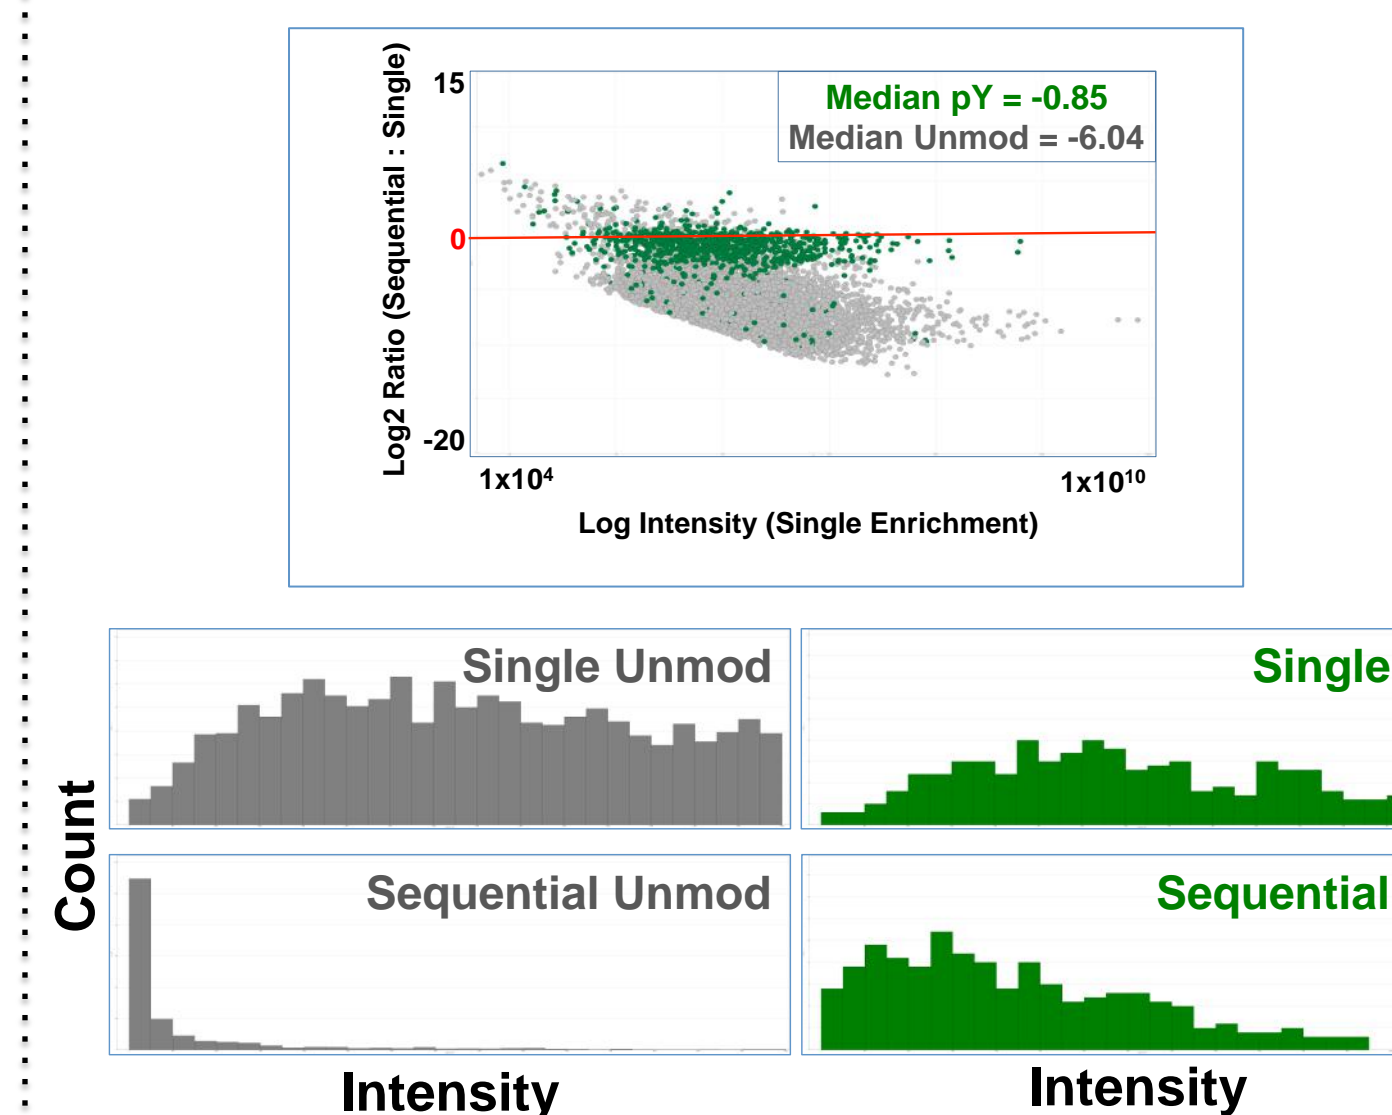 Log2 Ratio (Sequential : Single)
15
0
-20
Median pY = -0.85
Median Unmod = -6.04
1x10⁴
1x10¹⁰
Log Intensity (Single Enrichment)
Count
Single Unmod
Single
Sequential Unmod
Sequential
Intensity
Intensity